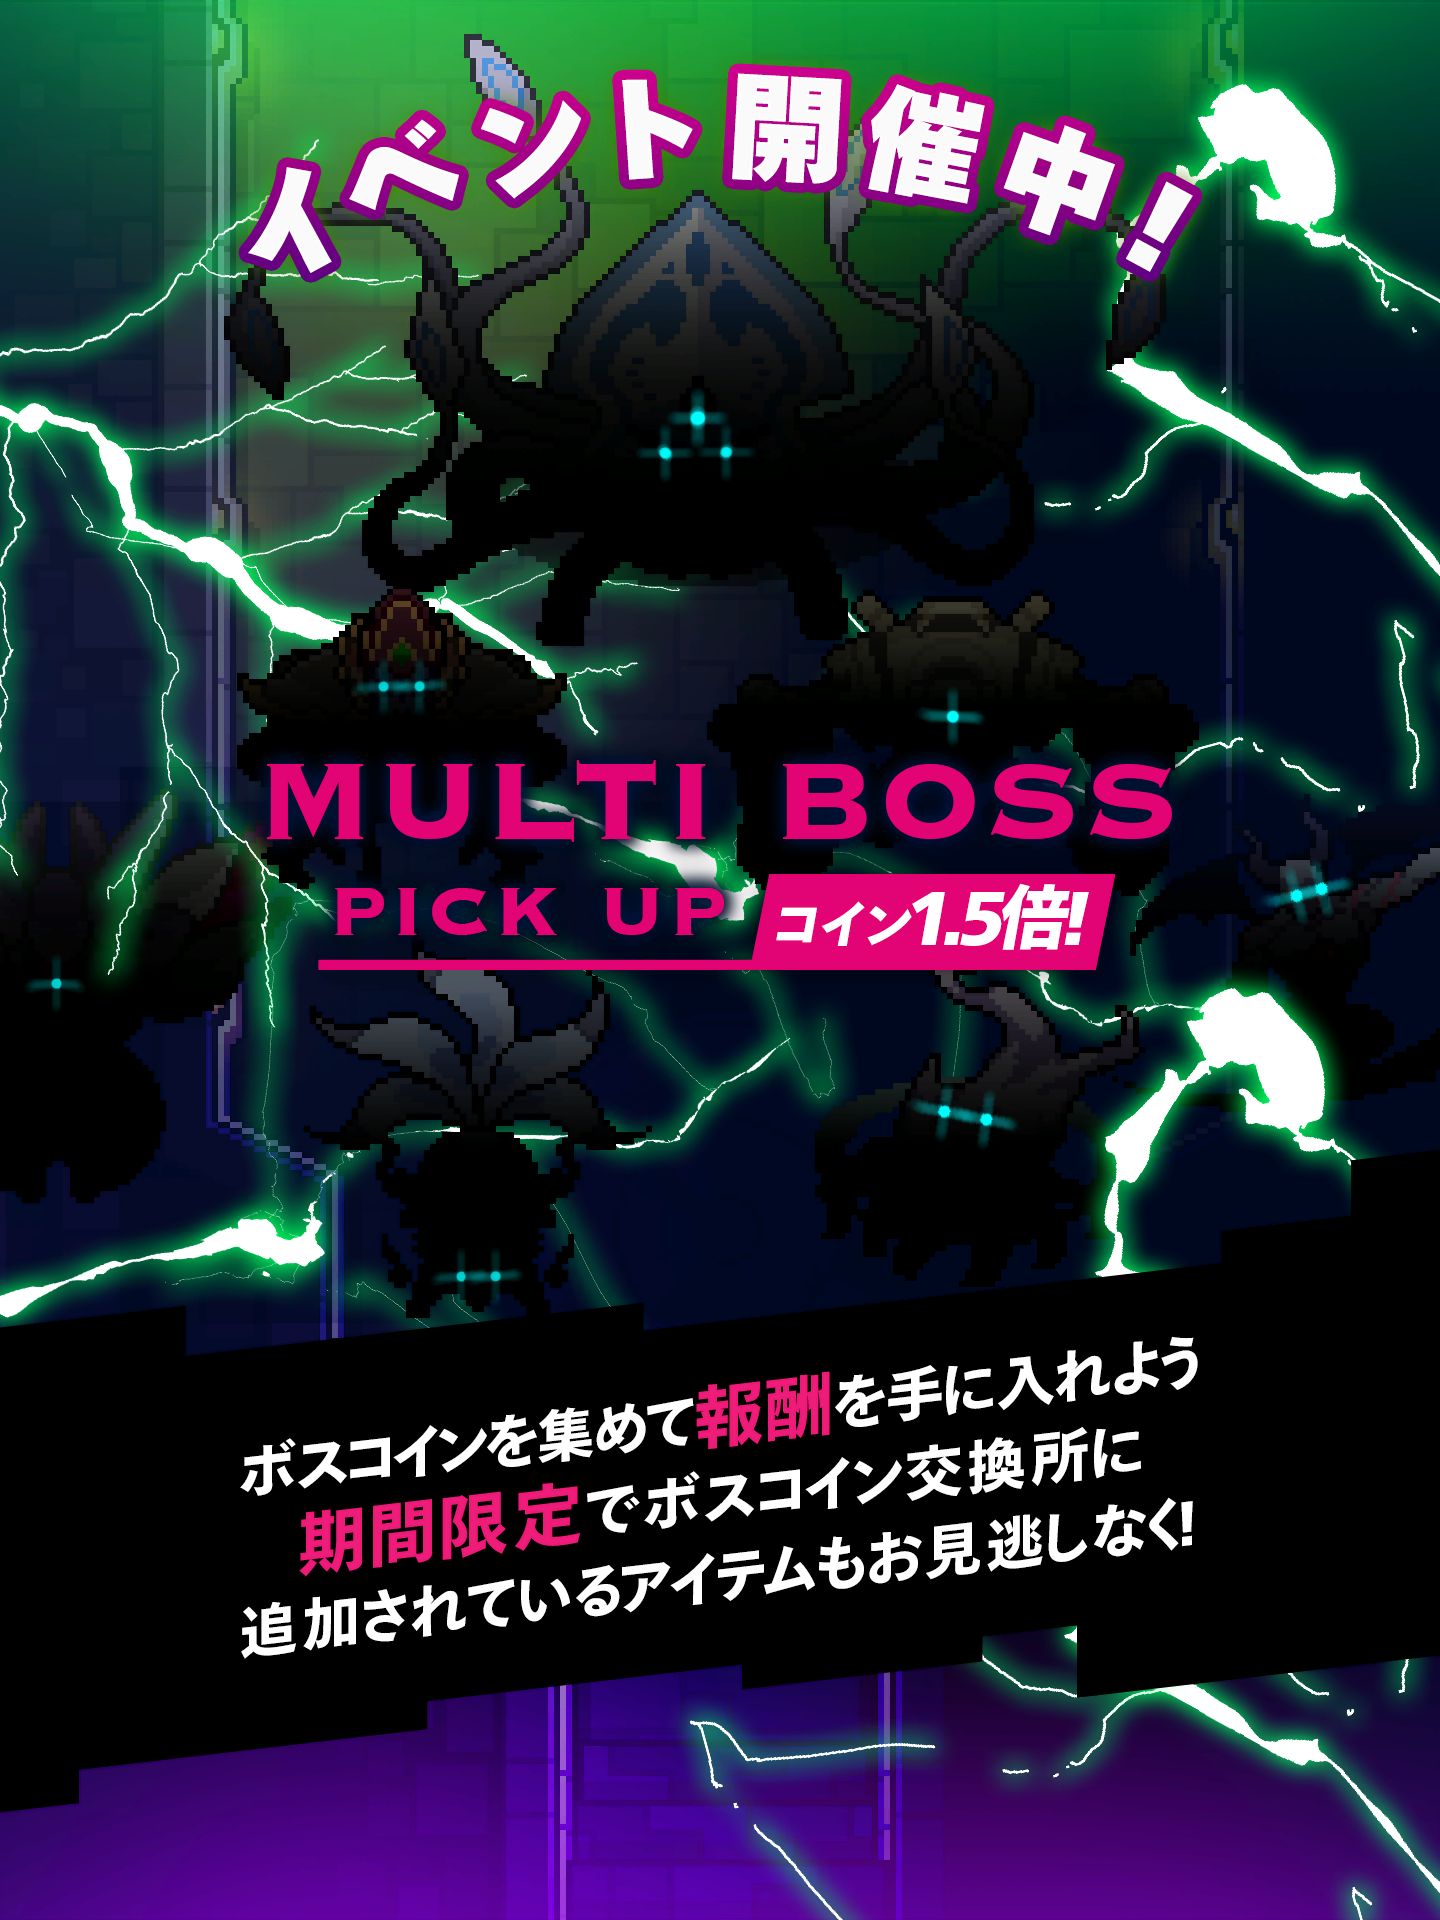 イベント開催中!
MULTI BOSS
PICK UP コイン1.5倍!
ボスコインを集めて報酬を手に入れよう
期間限定でボスコイン交換所に
追加されているアイテムもお見逃しなく!